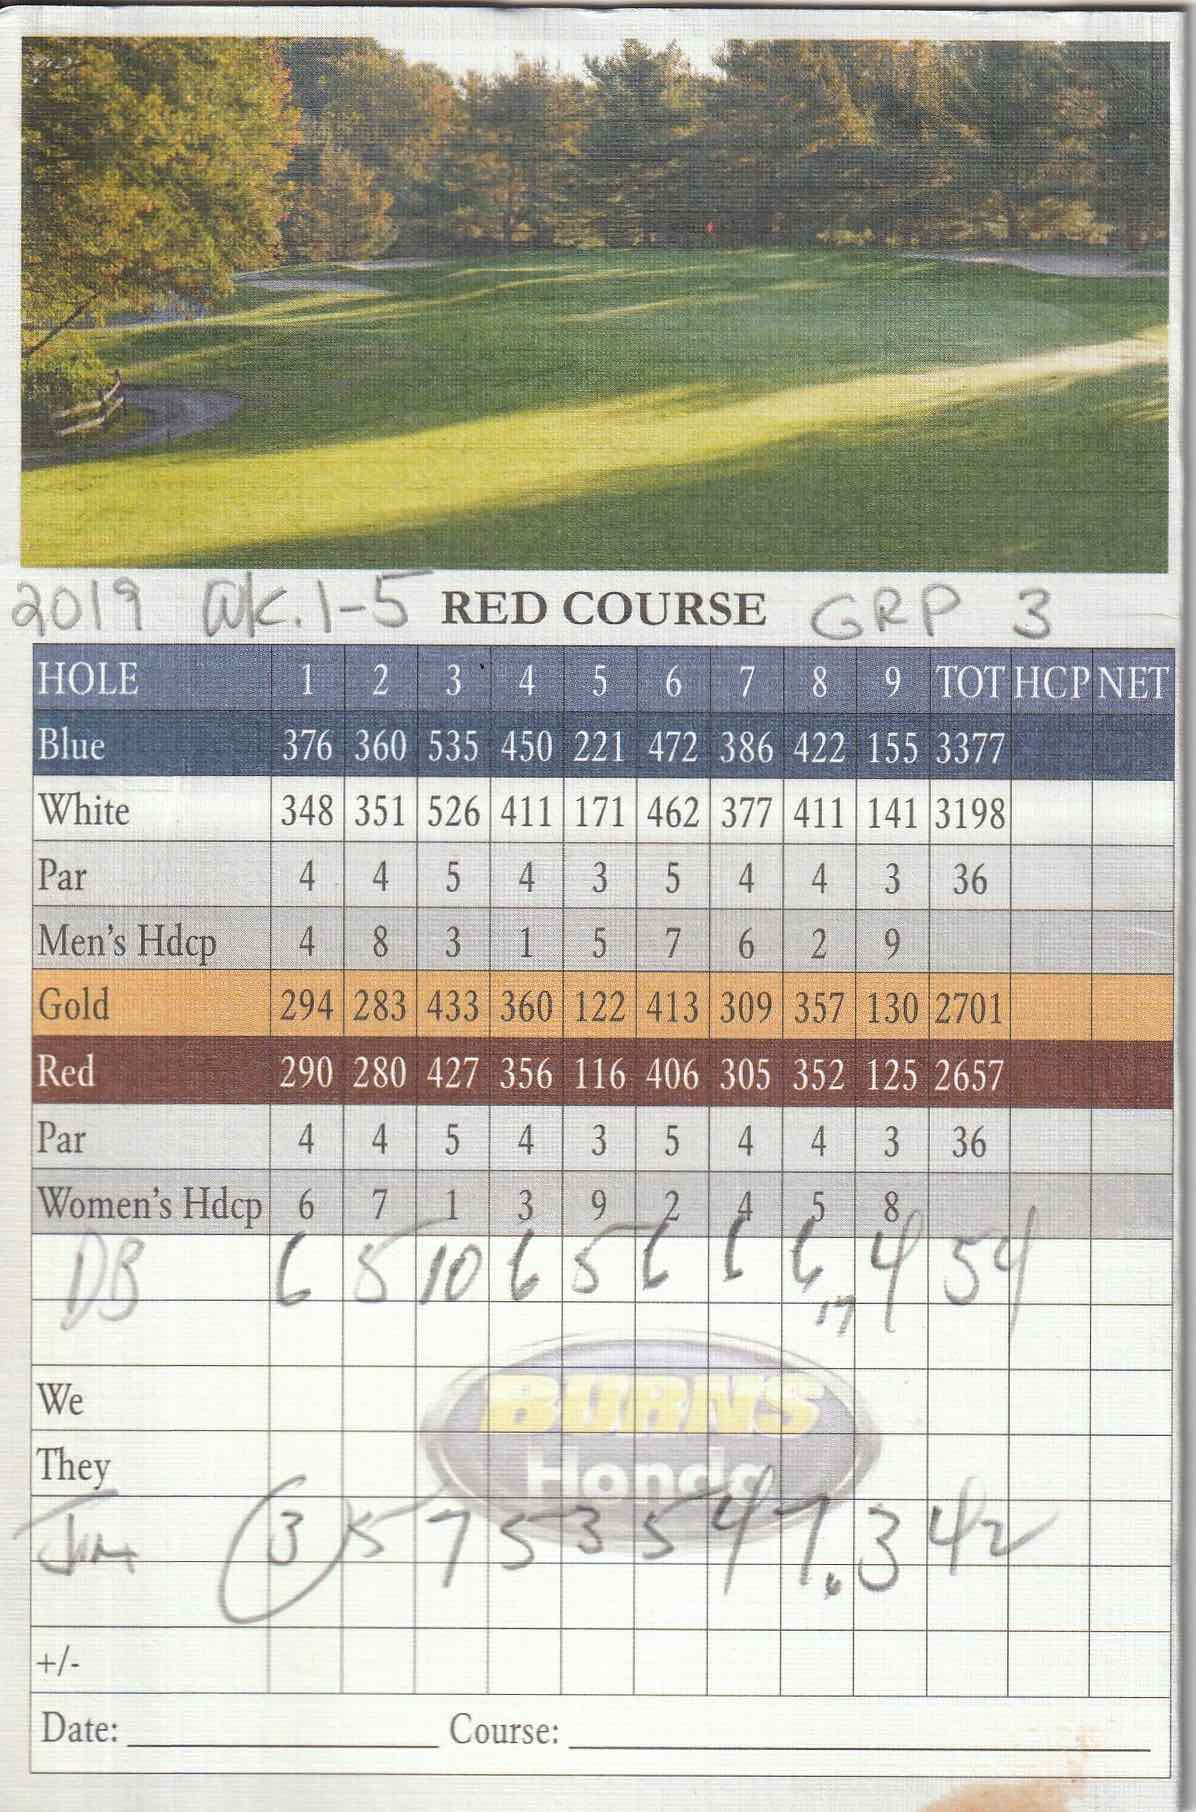 2019 WK. 1-5 RED COURSE GRP 3
HOLE 1 2 3 4 5 6 7 8 9 TOT HCP NET
Blue 376 360 535 450 221 472 386 422 155 3377
White 348 351 526 411 171 462 377 411 141 3198
Par 4 4 5 4 3 5 4 4 3 36
Men's Hdcp 4 8 3 1 5 7 6 2 9
Gold 294 283 433 360 122 413 309 357 130 2701
Red 290 280 427 356 116 406 305 352 125 2657
Par 4 4 5 4 3 5 4 4 3 36
Women's Hdcp 6 7 1 3 9 2 4 5 8
DB 6 5 10 6 5 6 6 6 4 54
17
BURNS
We
They
Honda
Jim 3 5 7 5 3 5 4 7 3 42
6
+/-
Date: Course: